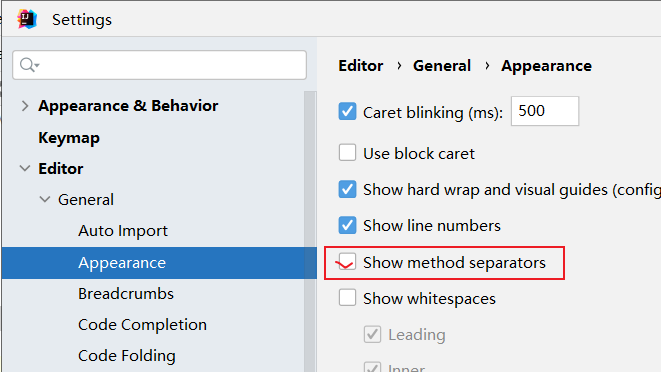 Settings
Appearance & Behavior
Keymap
Editor
General
Auto Import
Appearance
Breadcrumbs
Code Completion
Code Folding
Editor › General › Appearance
Caret blinking (ms): 500
Use block caret
Show hard wrap and visual guides (config
Show line numbers
Show method separators
Show whitespaces
Leading
Inner